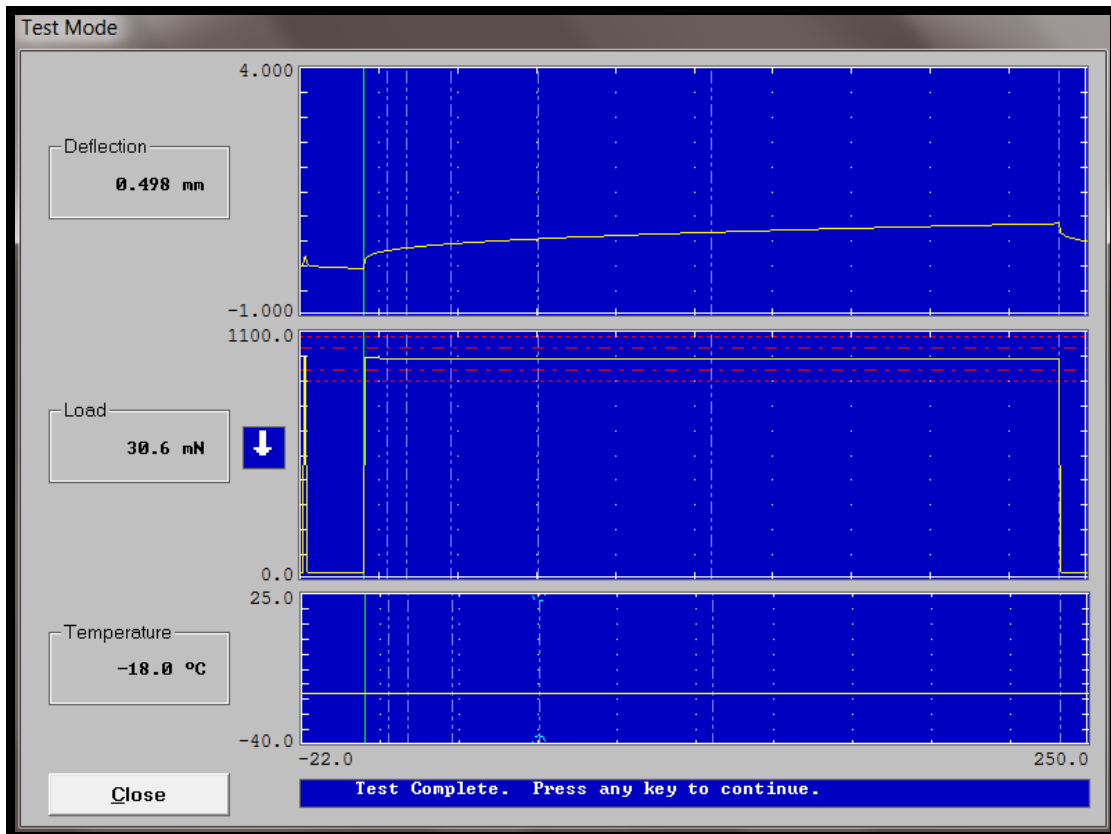 Test Mode
4.000
Deflection
0.498 mm
-1.000
1100.0
Load
30.6 mN
0.0
25.0
Temperature
-18.0 ºC
-40.0
-22.0 250.0
Close
Test Complete. Press any key to continue.